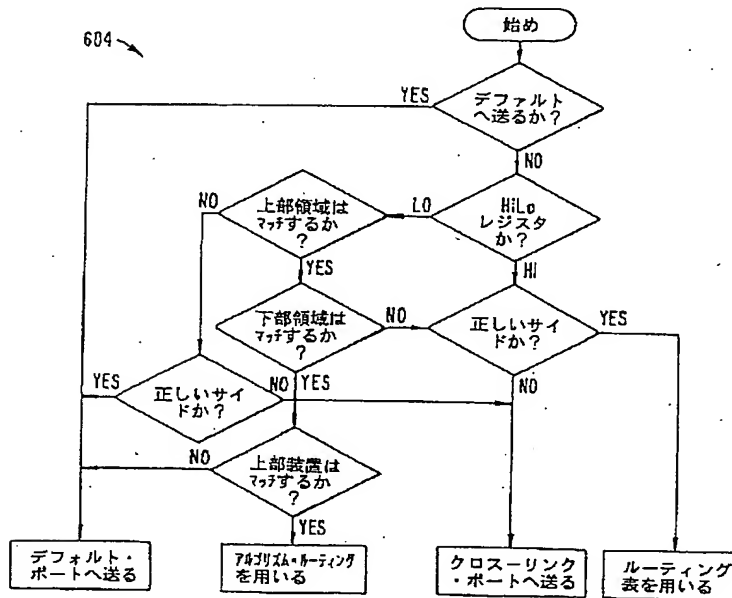 604
始め
YES
デファルト
へ送るか?
NO
NO
上部領域は
マッチするか
?
LO
HiLo
レジスタ
か?
YES
HI
下部領域は
マッチするか
?
NO
正しいサイ
ドか?
YES
YES
正しいサイ
ドか?
NO
YES
NO
NO
上部装置は
マッチするか
?
YES
デフォルト・
ポートへ送る
アルゴリズム・ルーティング
を用いる
クロスーリンク
・ポートへ送る
ルーティング
表を用いる